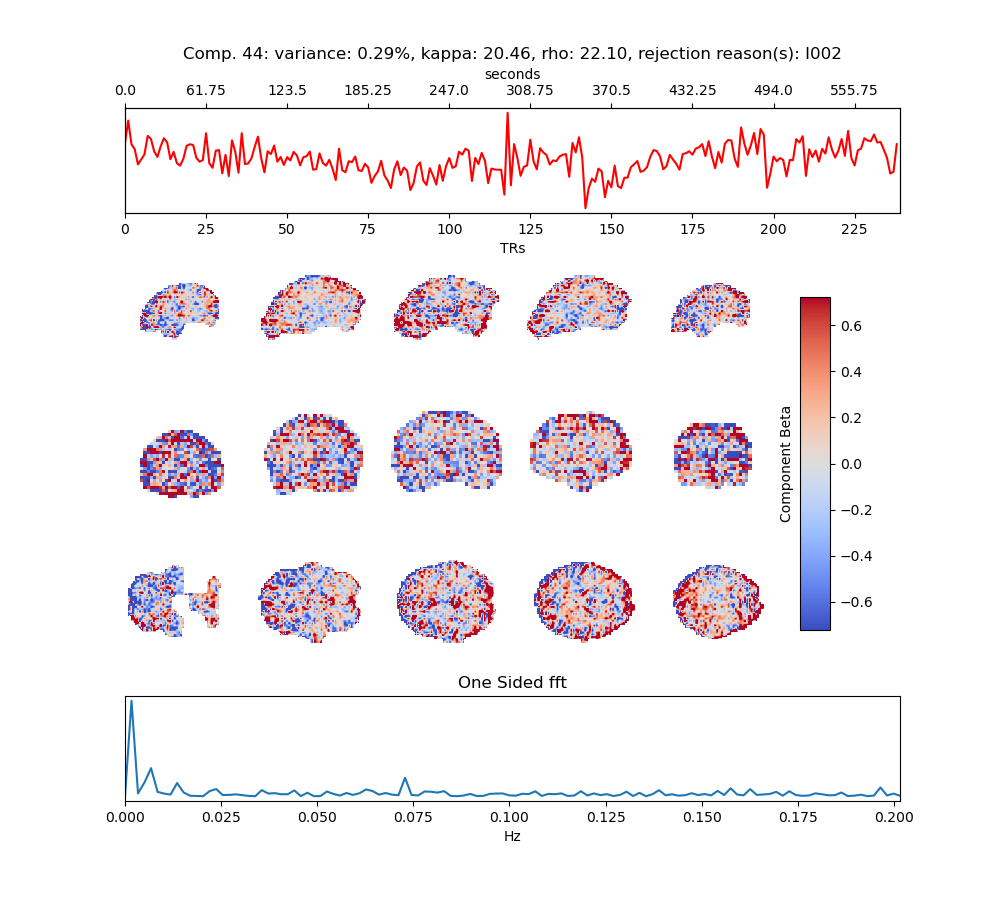 Comp. 44: variance: 0.29%, kappa: 20.46, rho: 22.10, rejection reason(s): I002
seconds
0.0 61.75 123.5 185.25 247.0 308.75 370.5 432.25 494.0 555.75
0 25 50 75 100 125 150 175 200 225
TRs
0.6
0.4
0.2
0.0
−0.2
−0.4
−0.6
Component Beta
One Sided fft
0.000 0.025 0.050 0.075 0.100 0.125 0.150 0.175 0.200
Hz